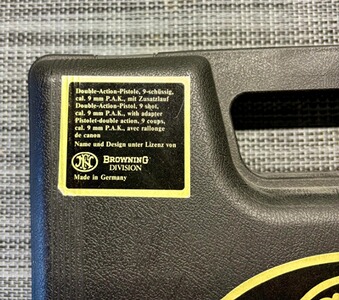 Double-Action-Pistole, 9-schüssig,
cal. 9 mm P.A.K., mit Zusatzlauf
Double-Action-Pistol, 9 shot,
cal. 9 mm P.A.K., with adapter
Pistolet-double action, 9 coups,
cal. 9 mm P.A.K., avec rallonge
de canon
Name und Design unter Lizenz von
FN BROWNING
DIVISION
Made in Germany